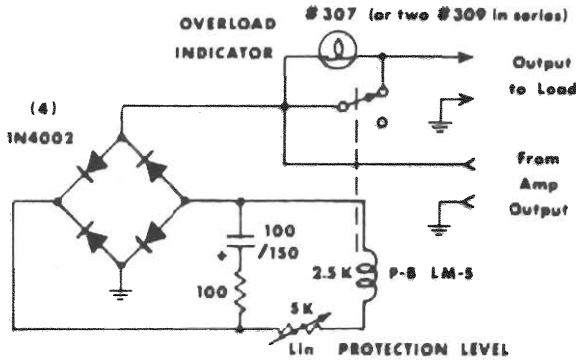 #307 (or two #309 in series)
OVERLOAD
INDICATOR
Output
to Load
(4)
1N4002
From
Amp
Output
100
/150
+
2.5K
P-B LM-5
100
5K
Lin PROTECTION LEVEL